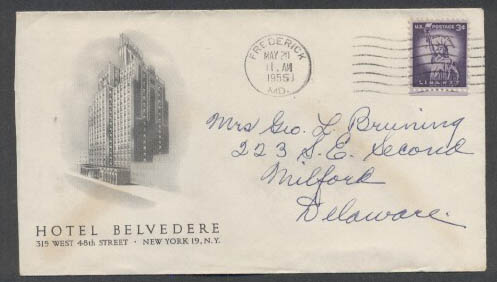 FREDERICK
MAY 20
11 AM
1955
MD.
U.S. POSTAGE 3¢
LIBERTY
Mrs Geo. L. Bruning
223 S. E. Second
Milford
Delaware.
HOTEL BELVEDERE
319 WEST 48th STREET · NEW YORK 19, N.Y.